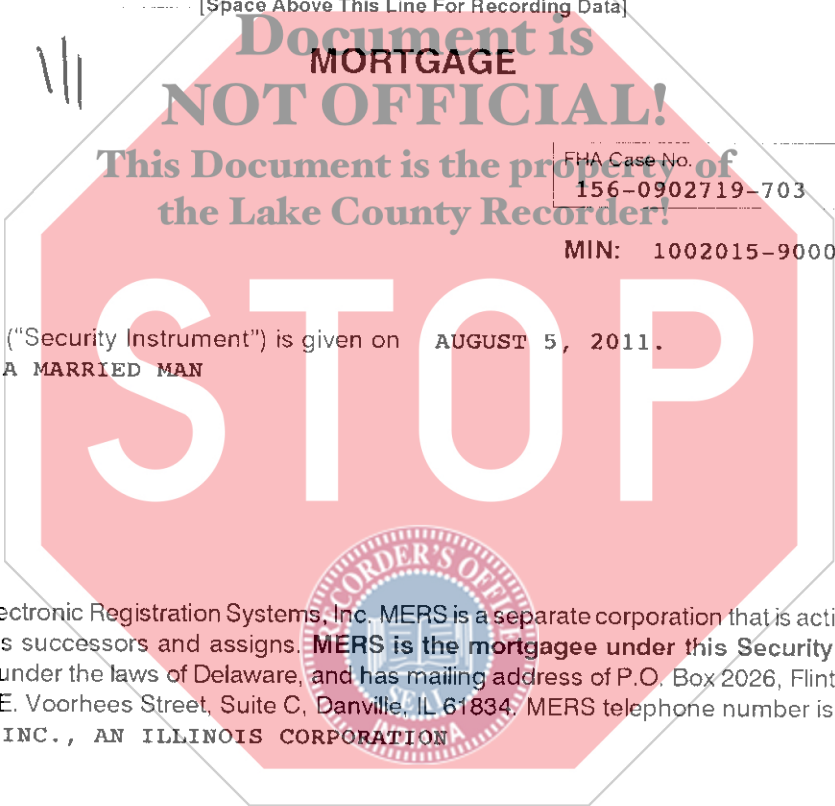 [Space Above This Line For Recording Data]
Document is
MORTGAGE
NOT OFFICIAL!
This Document is the property of
the Lake County Recorder!
FHA Case No.
156-0902719-703
MIN: 1002015-9000
STOP
("Security Instrument") is given on AUGUST 5, 2011.
A MARRIED MAN
RECORDER'S OFFICE
ectronic Registration Systems, Inc. MERS is a separate corporation that is acti
s successors and assigns. MERS is the mortgagee under this Security
under the laws of Delaware, and has mailing address of P.O. Box 2026, Flint
E. Voorhees Street, Suite C, Danville, IL 61834. MERS telephone number is
INC., AN ILLINOIS CORPORATION
SEAL
INDIANA